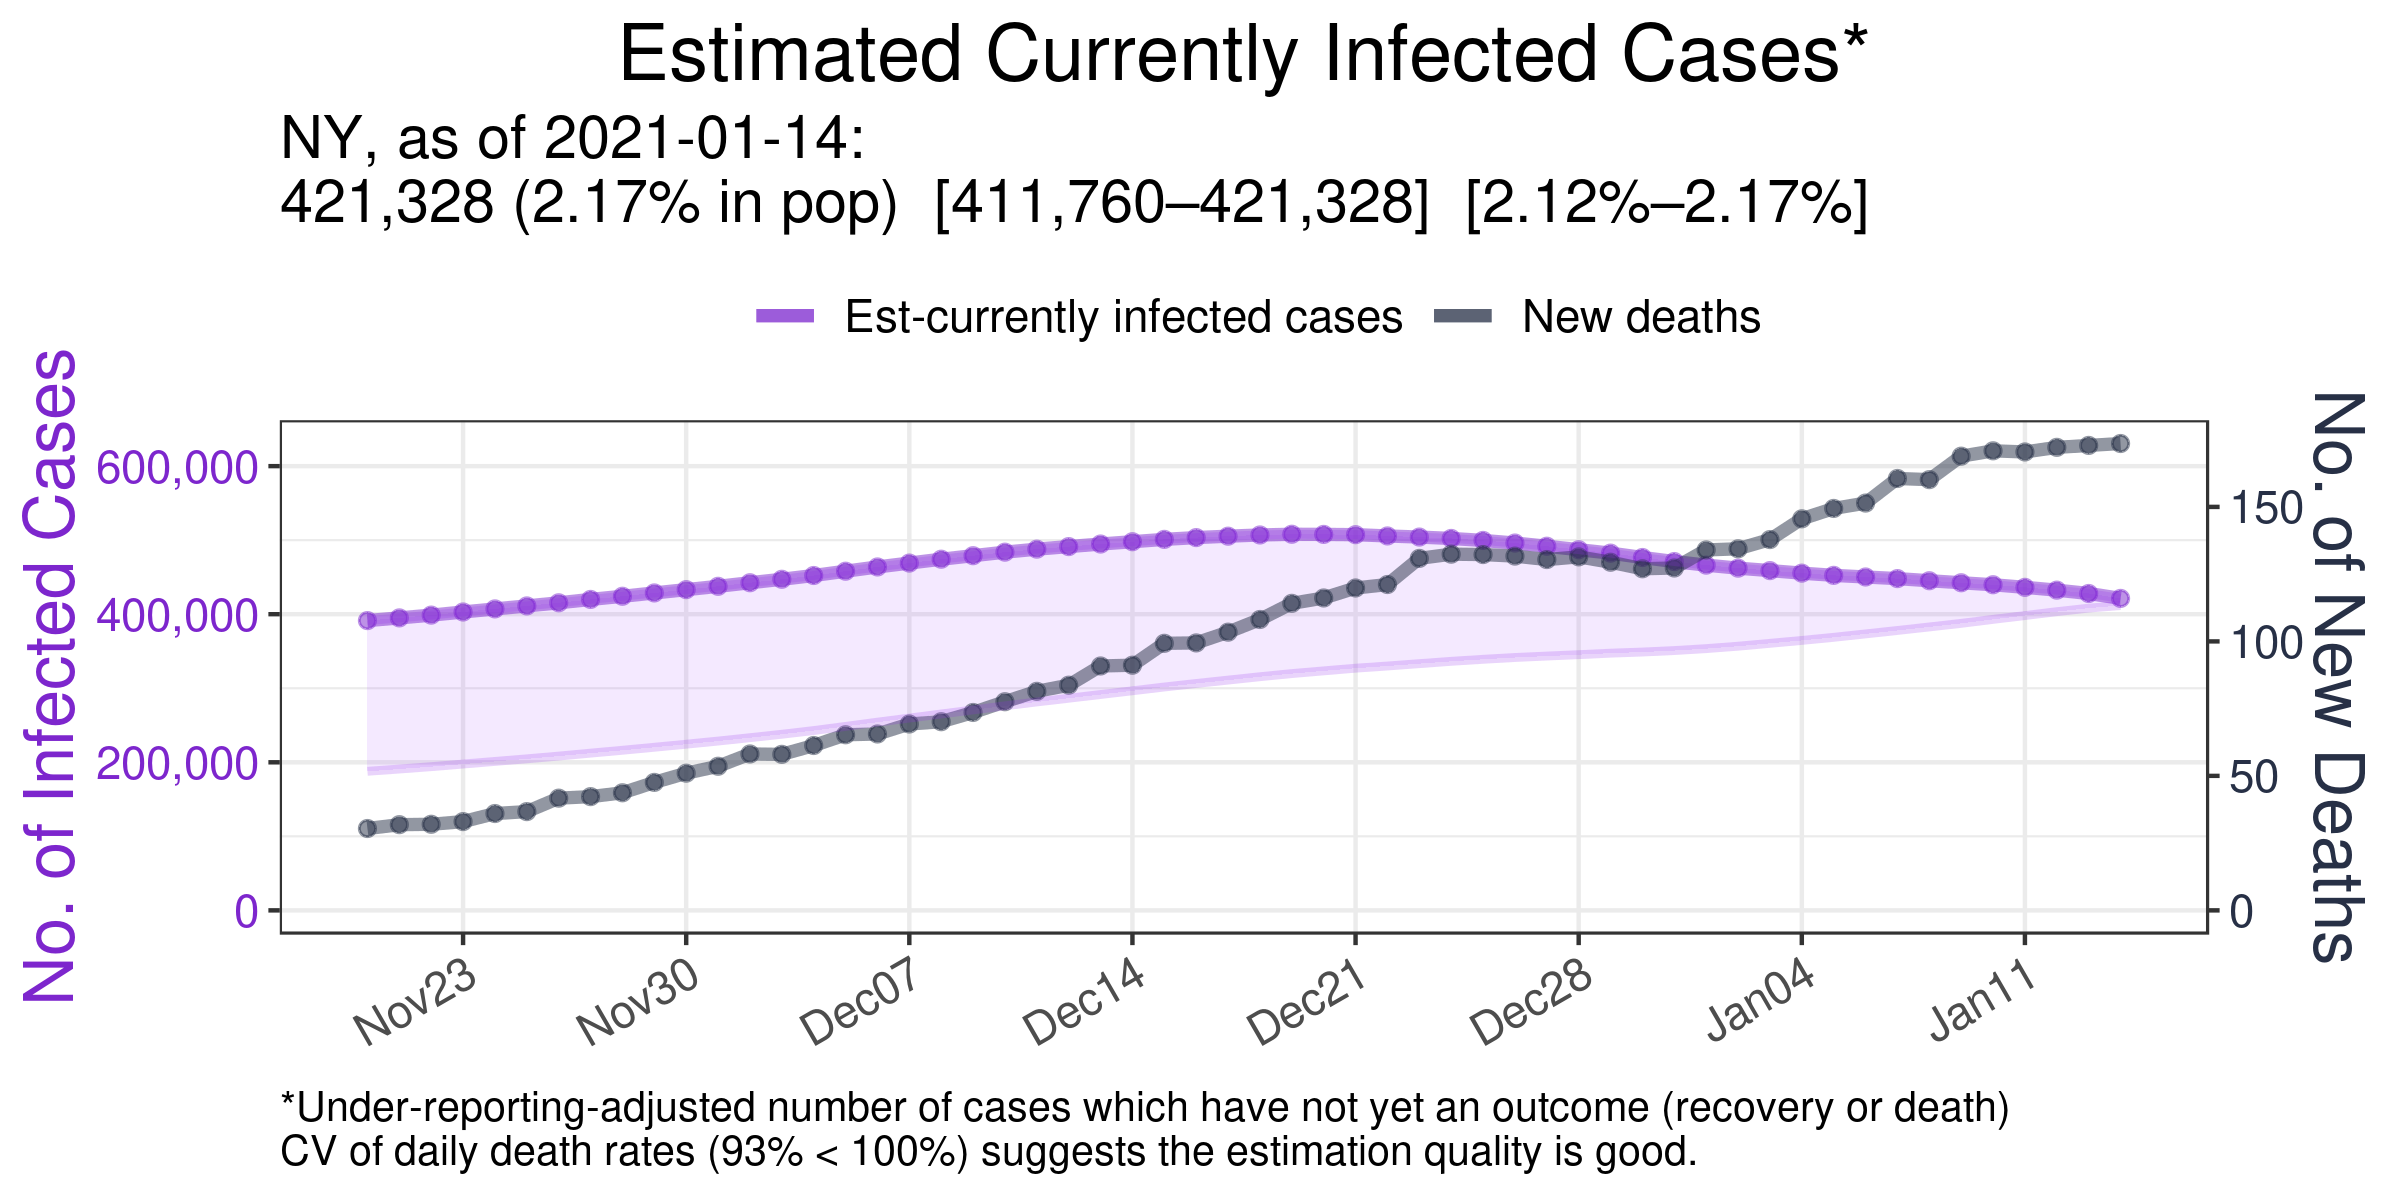 Estimated Currently Infected Cases*
NY, as of 2021-01-14:
421,328 (2.17% in pop)  [411,760–421,328]  [2.12%–2.17%]
Est-currently infected cases
New deaths
No. of Infected Cases
600,000
400,000
200,000
0
150
100
50
0
No. of New Deaths
Nov23
Nov30
Dec07
Dec14
Dec21
Dec28
Jan04
Jan11
*Under-reporting-adjusted number of cases which have not yet an outcome (recovery or death)
CV of daily death rates (93% < 100%) suggests the estimation quality is good.